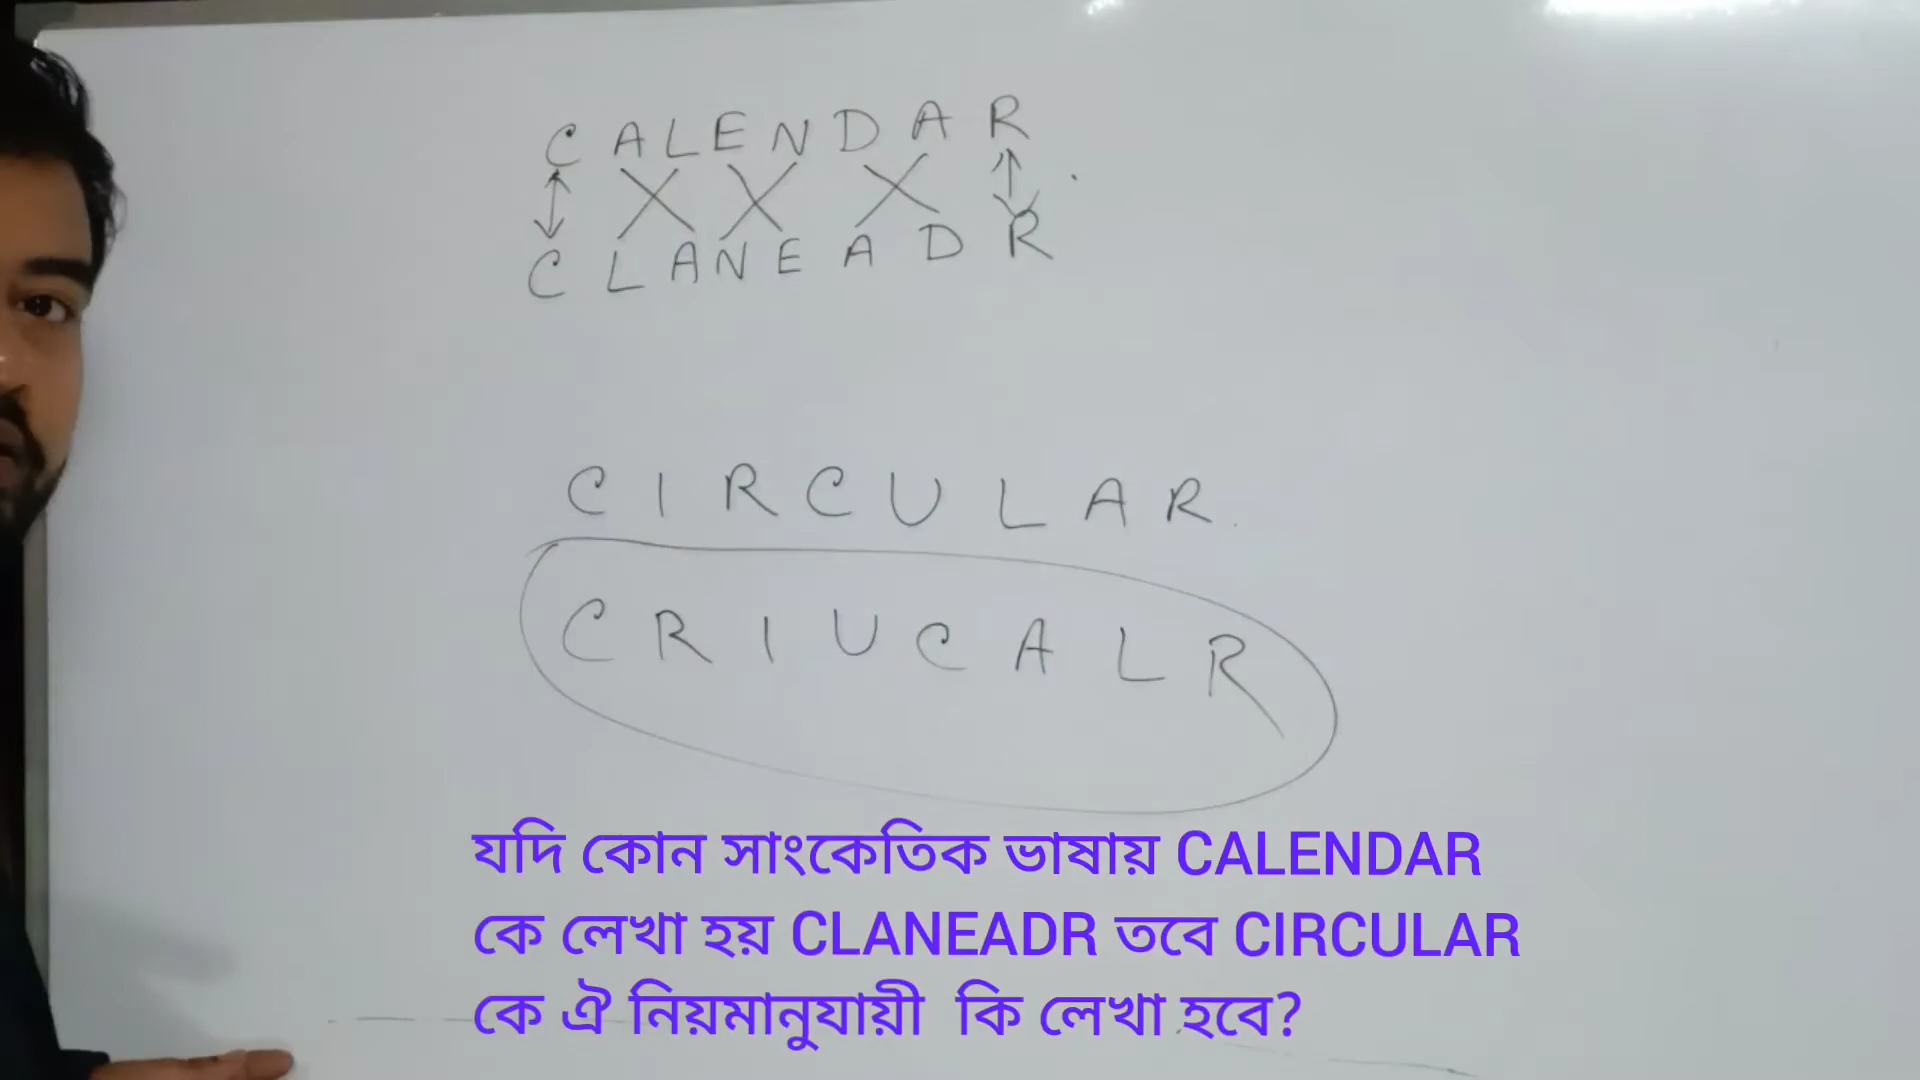 CALENDAR
CLANEADR
CIRCULAR
CRIUCALR
যদি কোন সাংকেতিক ভাষায় CALENDAR
কে লেখা হয় CLANEADR তবে CIRCULAR
কে ঐ নিয়মানুযায়ী কি লেখা হবে?